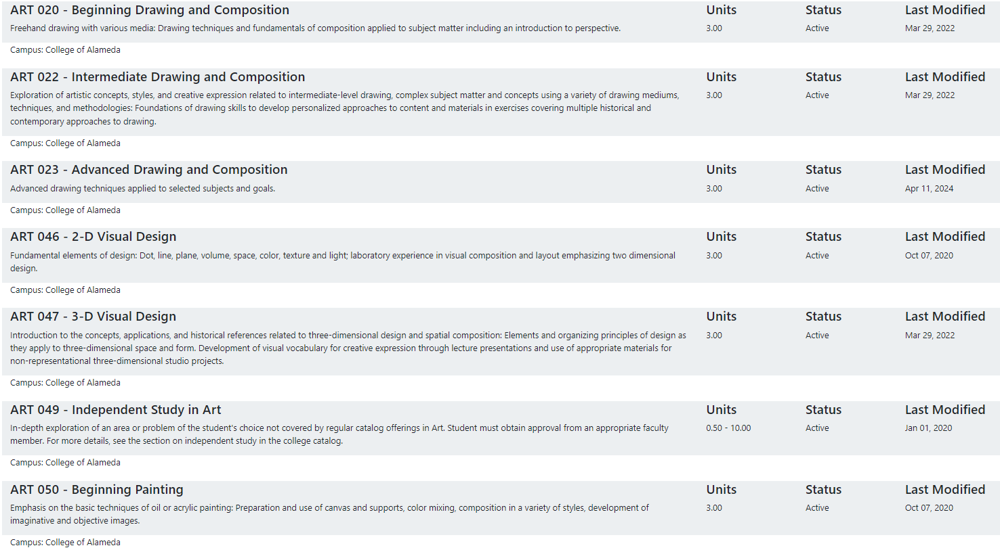 ART 020 - Beginning Drawing and Composition Units Status Last Modified
Freehand drawing with various media: Drawing techniques and fundamentals of composition applied to subject matter including an introduction to perspective. 3.00 Active Mar 29, 2022
Campus: College of Alameda
ART 022 - Intermediate Drawing and Composition Units Status Last Modified
Exploration of artistic concepts, styles, and creative expression related to intermediate-level drawing, complex subject matter and concepts using a variety of drawing mediums, 3.00 Active Mar 29, 2022
techniques, and methodologies: Foundations of drawing skills to develop personalized approaches to content and materials in exercises covering multiple historical and
contemporary approaches to drawing.
Campus: College of Alameda
ART 023 - Advanced Drawing and Composition Units Status Last Modified
Advanced drawing techniques applied to selected subjects and goals. 3.00 Active Apr 11, 2024
Campus: College of Alameda
ART 046 - 2-D Visual Design Units Status Last Modified
Fundamental elements of design: Dot, line, plane, volume, space, color, texture and light; laboratory experience in visual composition and layout emphasizing two dimensional 3.00 Active Oct 07, 2020
design.
Campus: College of Alameda
ART 047 - 3-D Visual Design Units Status Last Modified
Introduction to the concepts, applications, and historical references related to three-dimensional design and spatial composition: Elements and organizing principles of design as 3.00 Active Mar 29, 2022
they apply to three-dimensional space and form. Development of visual vocabulary for creative expression through lecture presentations and use of appropriate materials for
non-representational three-dimensional studio projects.
Campus: College of Alameda
ART 049 - Independent Study in Art Units Status Last Modified
In-depth exploration of an area or problem of the student's choice not covered by regular catalog offerings in Art. Student must obtain approval from an appropriate faculty 0.50 - 10.00 Active Jan 01, 2020
member. For more details, see the section on independent study in the college catalog.
Campus: College of Alameda
ART 050 - Beginning Painting Units Status Last Modified
Emphasis on the basic techniques of oil or acrylic painting: Preparation and use of canvas and supports, color mixing, composition in a variety of styles, development of 3.00 Active Oct 07, 2020
imaginative and objective images.
Campus: College of Alameda